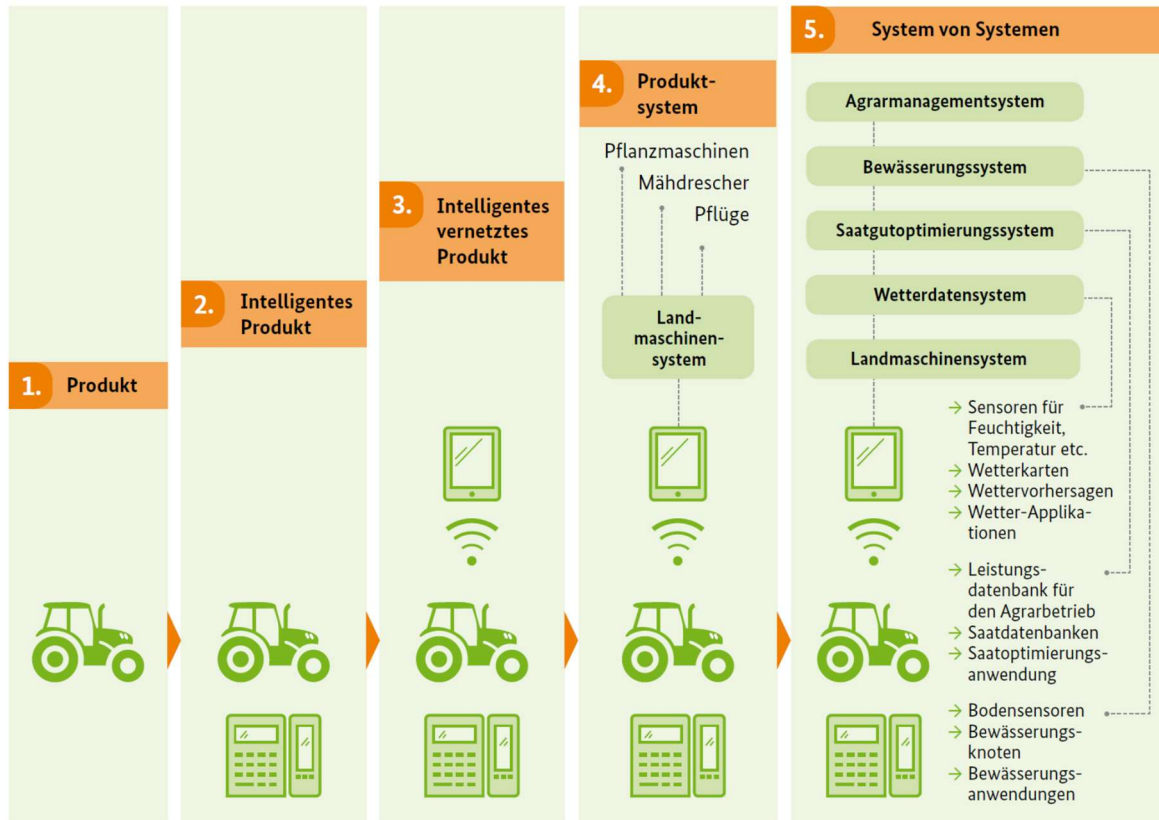 1.
Produkt
2.
Intelligentes
Produkt
3.
Intelligentes
vernetztes
Produkt
4.
Produkt-
system
Pflanzmaschinen
Mähdrescher
Pflüge
Land-
maschinen-
system
5.
System von Systemen
Agrarmanagementsystem
Bewässerungssystem
Saatgutoptimierungssystem
Wetterdatensystem
Landmaschinensystem
→ Sensoren für
Feuchtigkeit,
Temperatur etc.
→ Wetterkarten
→ Wettervorhersagen
→ Wetter-Applika-
tionen
→ Leistungs-
datenbank für
den Agrarbetrieb
→ Saatdatenbanken
→ Saatoptimierungs-
anwendung
→ Bodensensoren
→ Bewässerungs-
knoten
→ Bewässerungs-
anwendungen